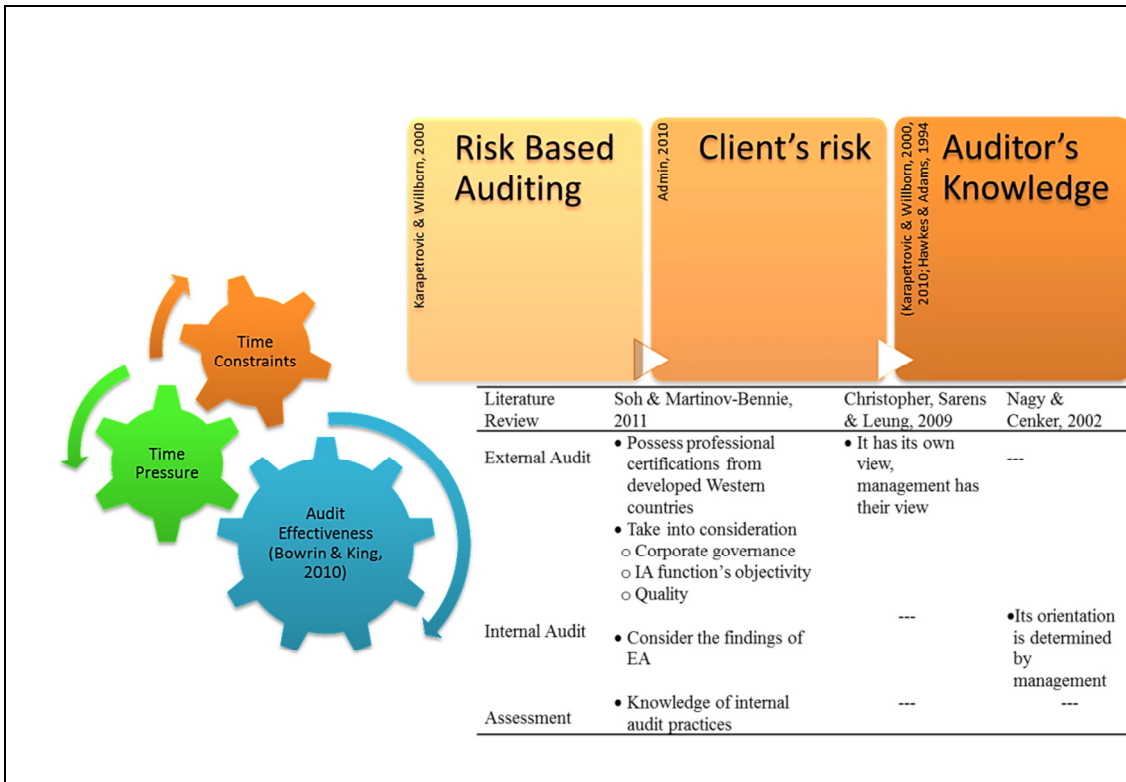 Karapetrovic & Willborn, 2000
Risk Based
Auditing
Admin, 2010
Client's risk
(Karapetrovic & Willborn, 2000,
2010; Hawkes & Adams, 1994
Auditor's
Knowledge
Time
Constraints
Time
Pressure
Audit
Effectiveness
(Bowrin & King,
2010)
Literature
Review
Soh & Martinov-Bennie,
2011
Christopher, Sarens
& Leung, 2009
Nagy &
Cenker, 2002
External Audit
• Possess professional
certifications from
developed Western
countries
• Take into consideration
o Corporate governance
o IA function's objectivity
o Quality
• It has its own
view,
management has
their view
---
Internal Audit
• Consider the findings of
EA
---
•Its orientation
is determined
by
management
Assessment
• Knowledge of internal
audit practices
---
---